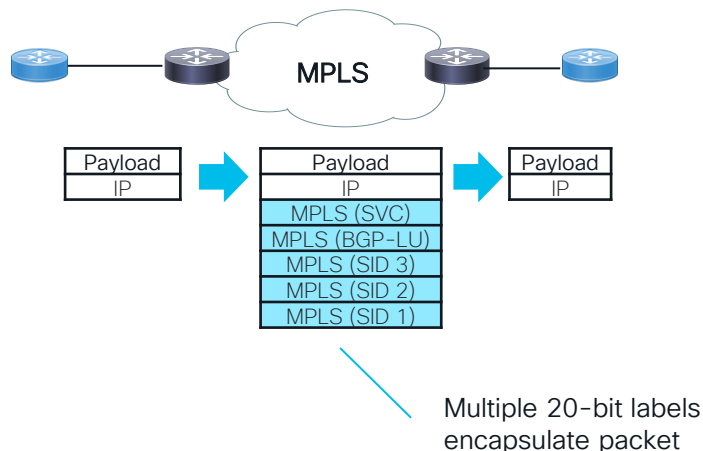 MPLS
Payload
IP
Payload
IP
MPLS (SVC)
MPLS (BGP-LU)
MPLS (SID 3)
MPLS (SID 2)
MPLS (SID 1)
Payload
IP
Multiple 20-bit labels
encapsulate packet